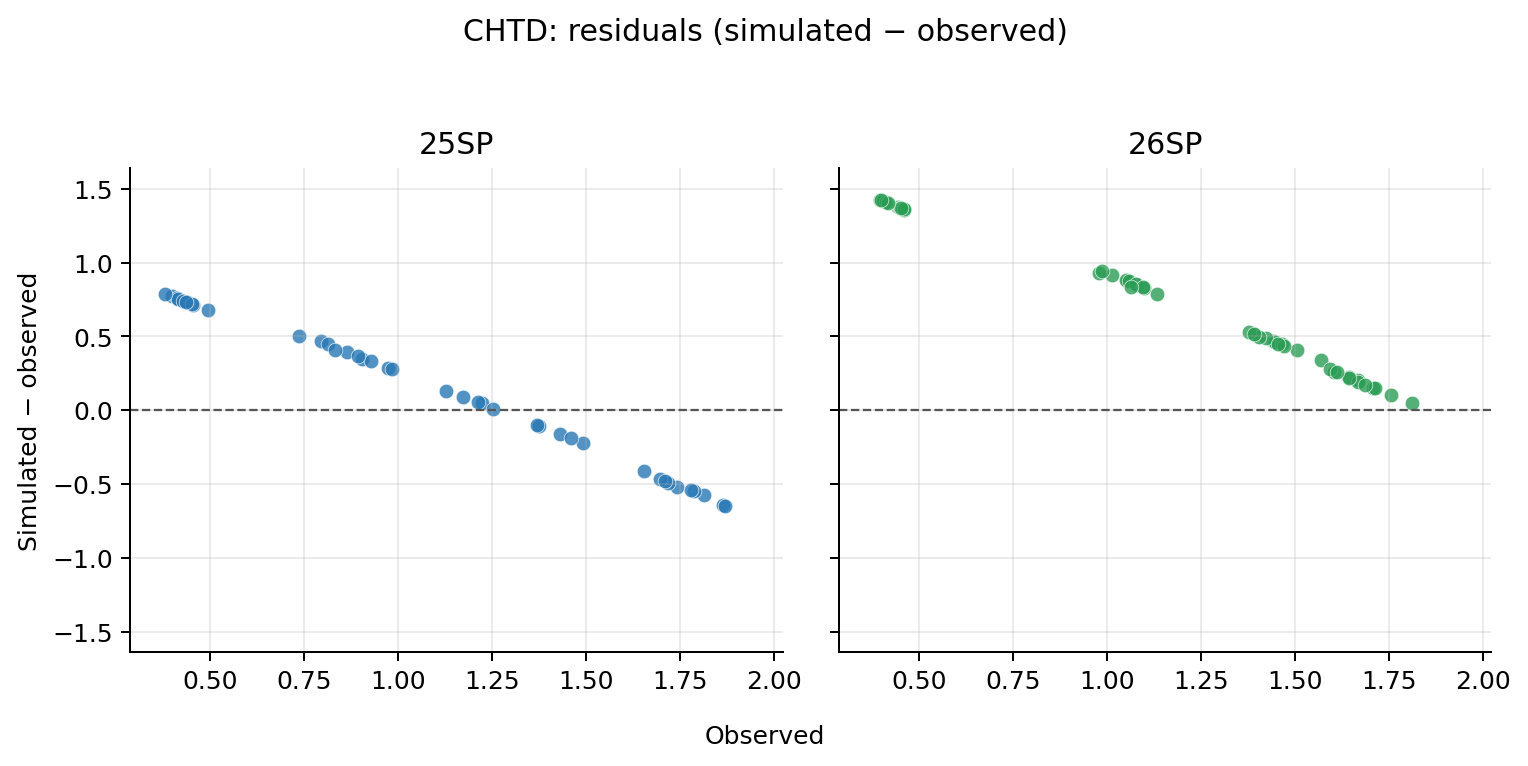 CHTD: residuals (simulated − observed)
25SP
26SP
Simulated − observed
1.5
1.0
0.5
0.0
−0.5
−1.0
−1.5
0.50 0.75 1.00 1.25 1.50 1.75 2.00
0.50 0.75 1.00 1.25 1.50 1.75 2.00
Observed